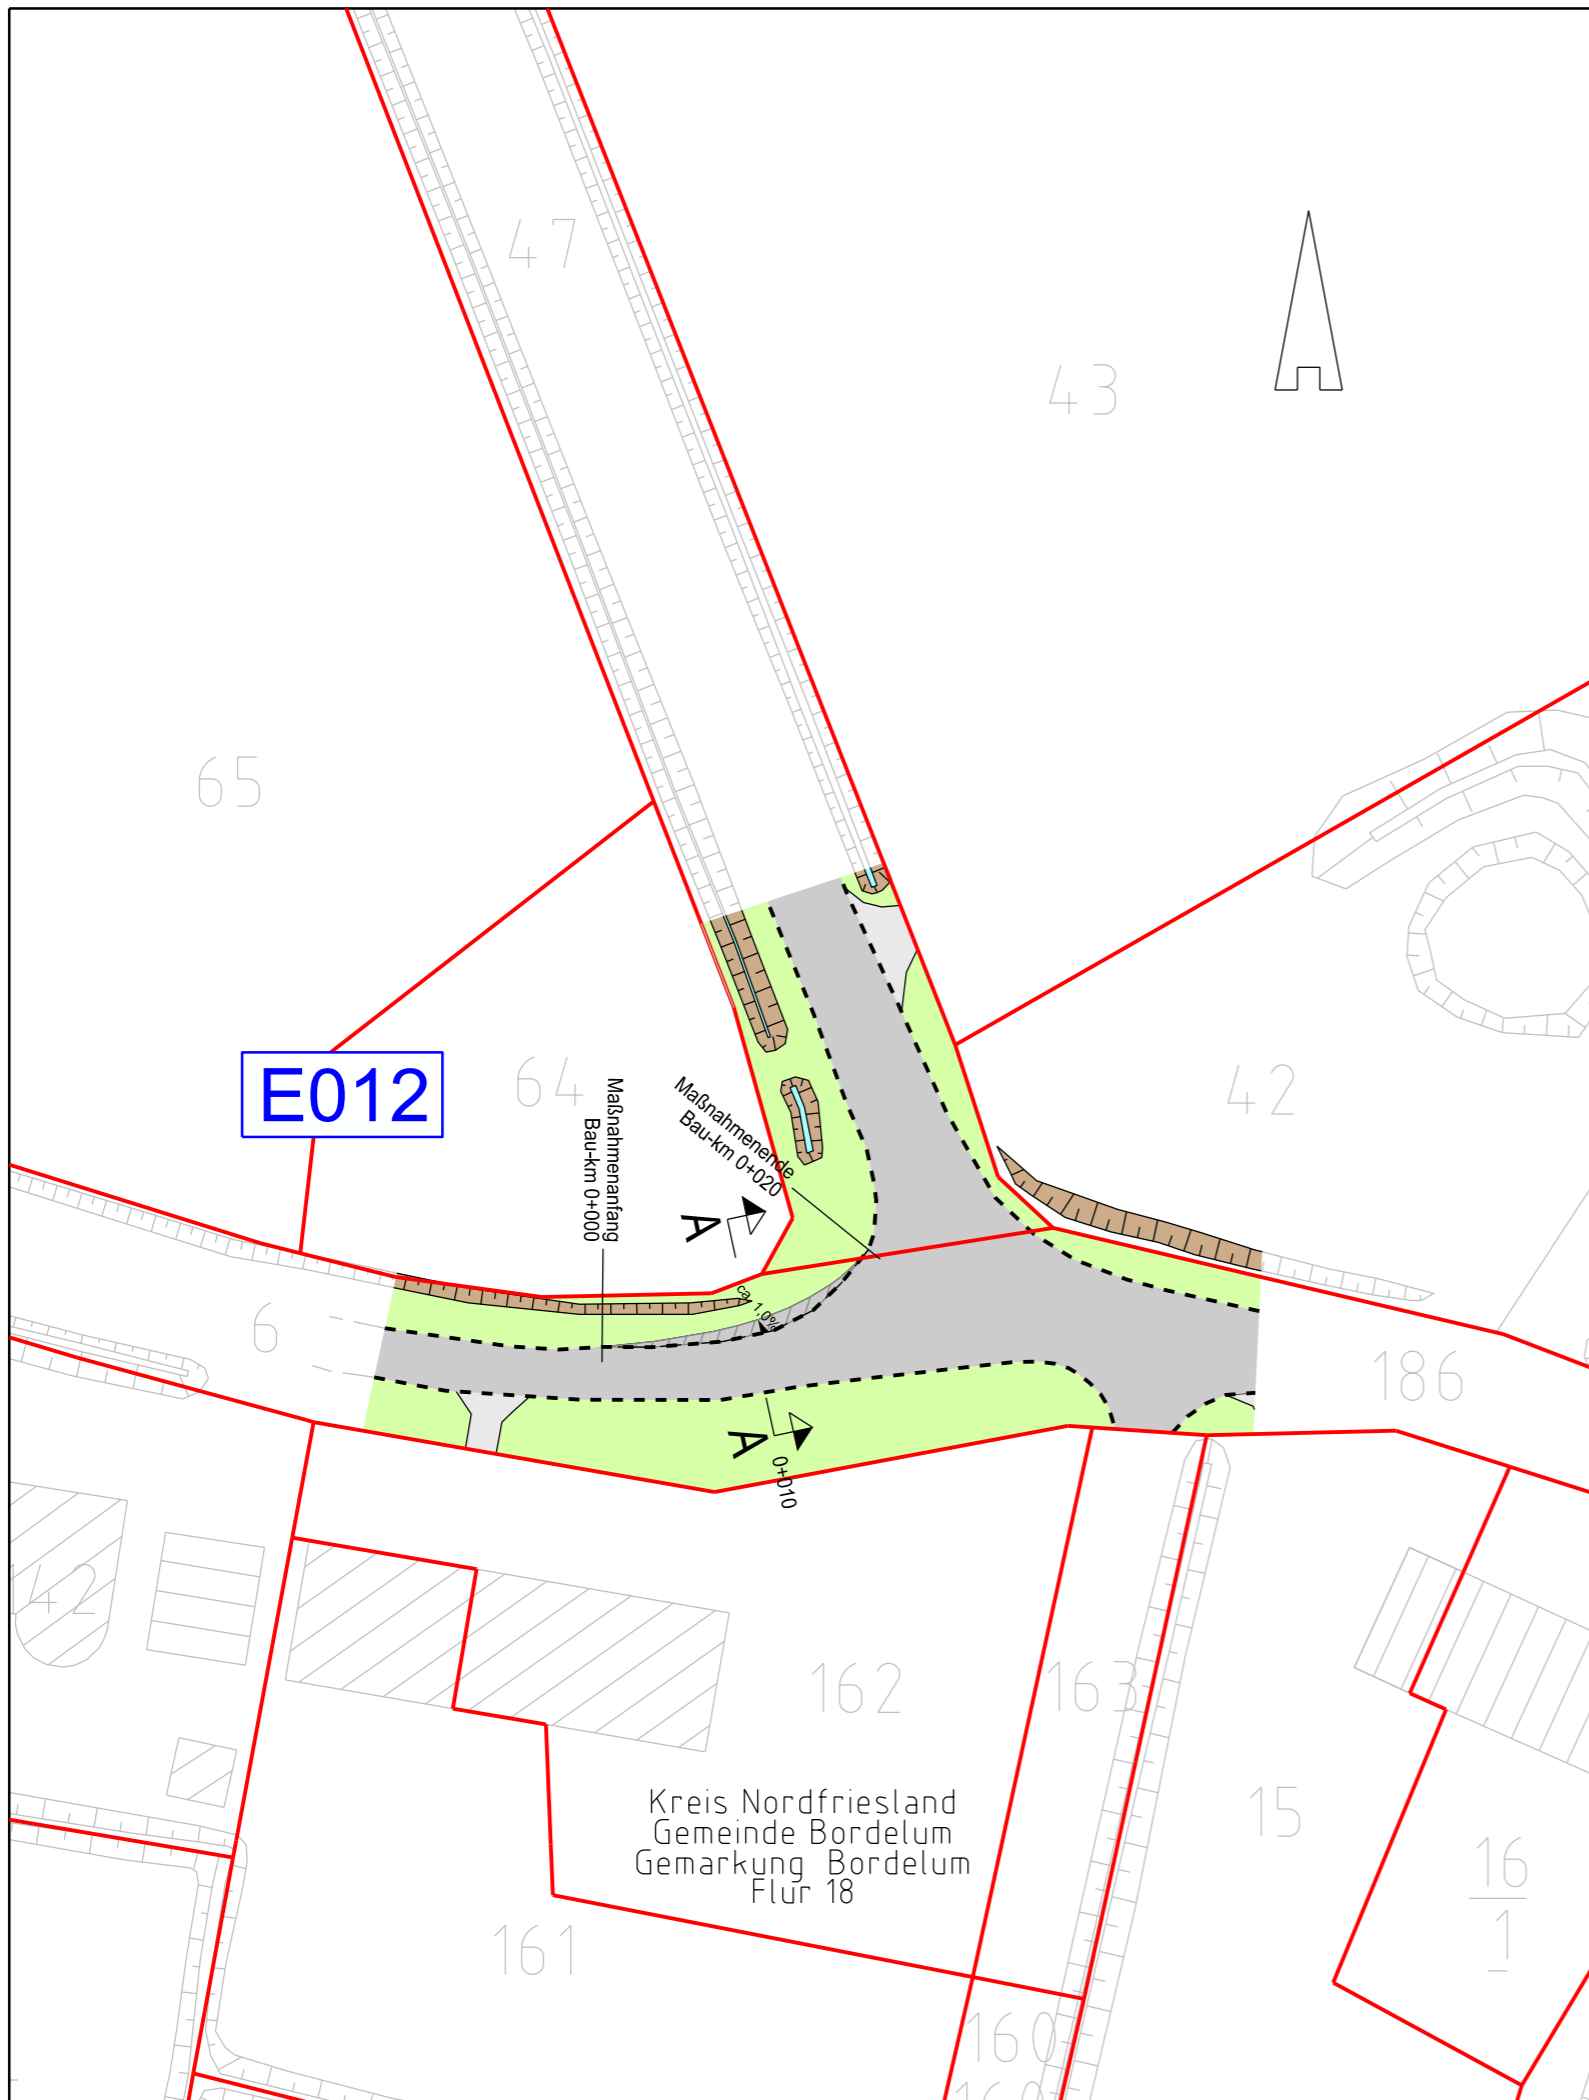 47
43
65
E012
64
42
Maßnahmenanfang
Bau-km 0+000
Maßnahmenende
Bau-km 0+020
A
ca. 1,0%
6
186
A
0+010
42
162
163
Kreis Nordfriesland
Gemeinde Bordelum
Gemarkung Bordelum
Flur 18
15
16
1
161
160